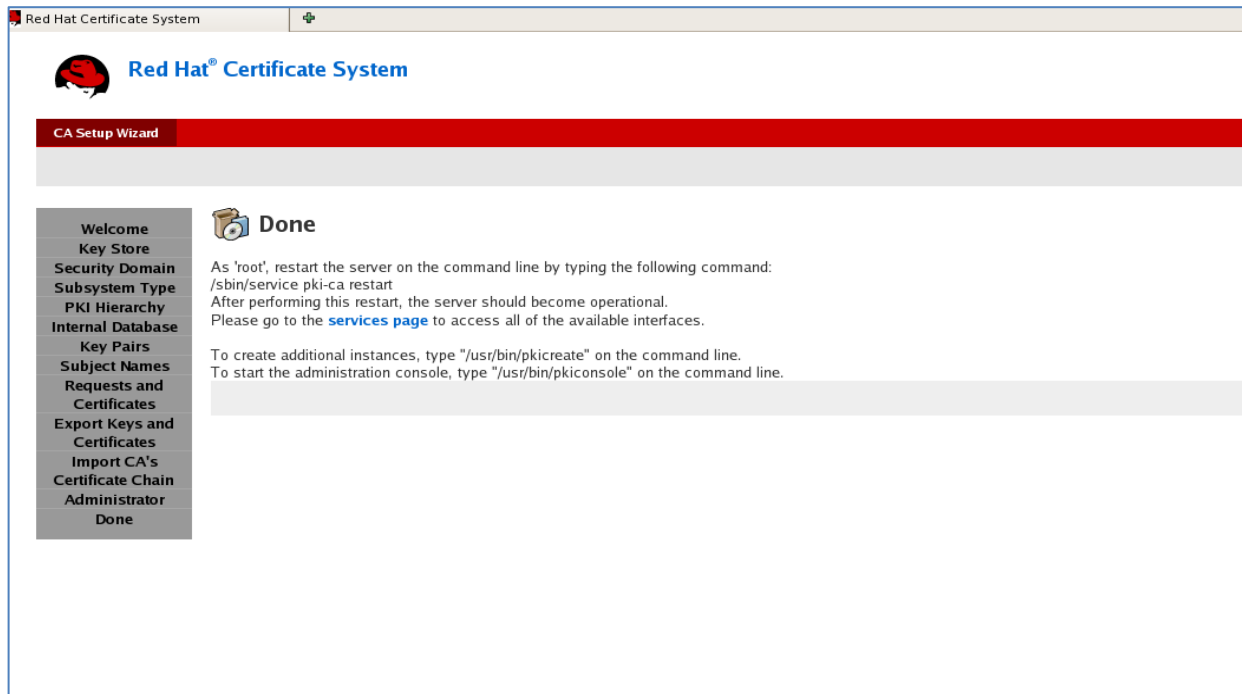 Red Hat Certificate System
Red Hat® Certificate System
CA Setup Wizard
Welcome
Key Store
Security Domain
Subsystem Type
PKI Hierarchy
Internal Database
Key Pairs
Subject Names
Requests and
Certificates
Export Keys and
Certificates
Import CA's
Certificate Chain
Administrator
Done
Done
As 'root', restart the server on the command line by typing the following command:
/sbin/service pki-ca restart
After performing this restart, the server should become operational.
Please go to the services page to access all of the available interfaces.
To create additional instances, type "/usr/bin/pkicreate" on the command line.
To start the administration console, type "/usr/bin/pkiconsole" on the command line.